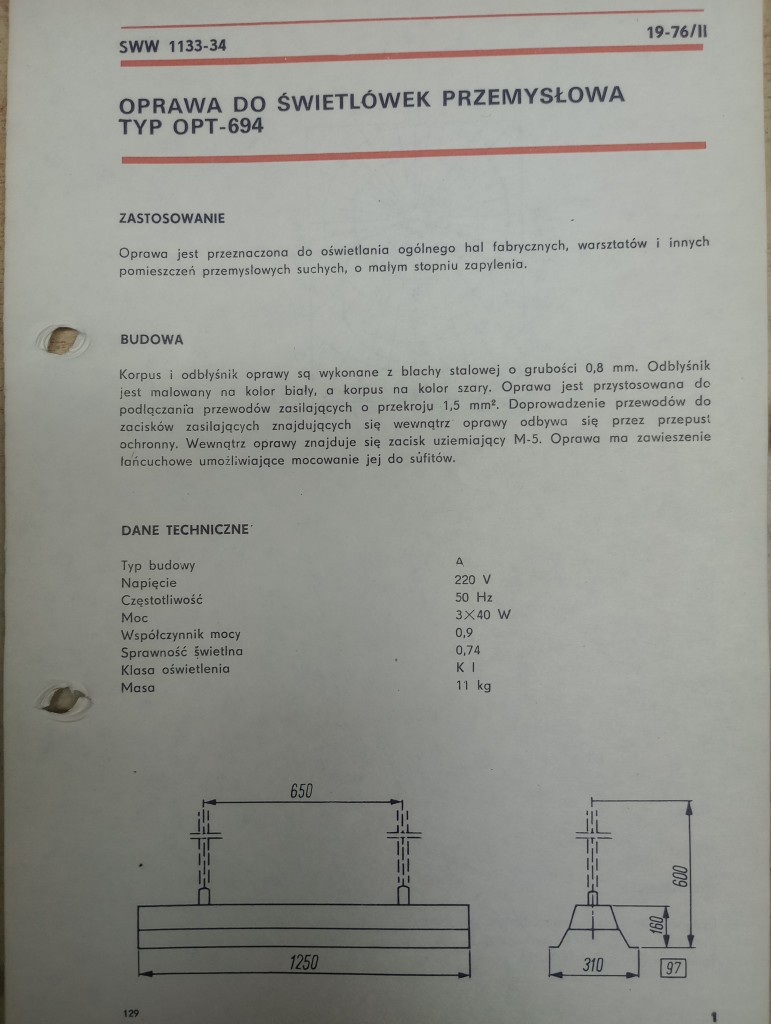 SWW 1133-34
19-76/II
OPRAWA DO ŚWIETLÓWEK PRZEMYSŁOWA
TYP OPT-694
ZASTOSOWANIE
Oprawa jest przeznaczona do oświetlania ogólnego hal fabrycznych, warsztatów i innych
pomieszczeń przemysłowych suchych, o małym stopniu zapylenia.
BUDOWA
Korpus i odbłyśnik oprawy są wykonane z blachy stalowej o grubości 0,8 mm. Odbłyśnik
jest malowany na kolor biały, a korpus na kolor szary. Oprawa jest przystosowana do
podłączania przewodów zasilających o przekroju 1,5 mm². Doprowadzenie przewodów do
zacisków zasilających znajdujących się wewnątrz oprawy odbywa się przez przepust
ochronny. Wewnątrz oprawy znajduje się zacisk uziemiający M-5. Oprawa ma zawieszenie
łańcuchowe umożliwiające mocowanie jej do sufitów.
DANE TECHNICZNE
Typ budowy A
Napięcie 220 V
Częstotliwość 50 Hz
Moc 3×40 W
Współczynnik mocy 0,9
Sprawność świetlna 0,74
Klasa oświetlenia K I
Masa 11 kg
650
600
160
1250
310
97
129
1